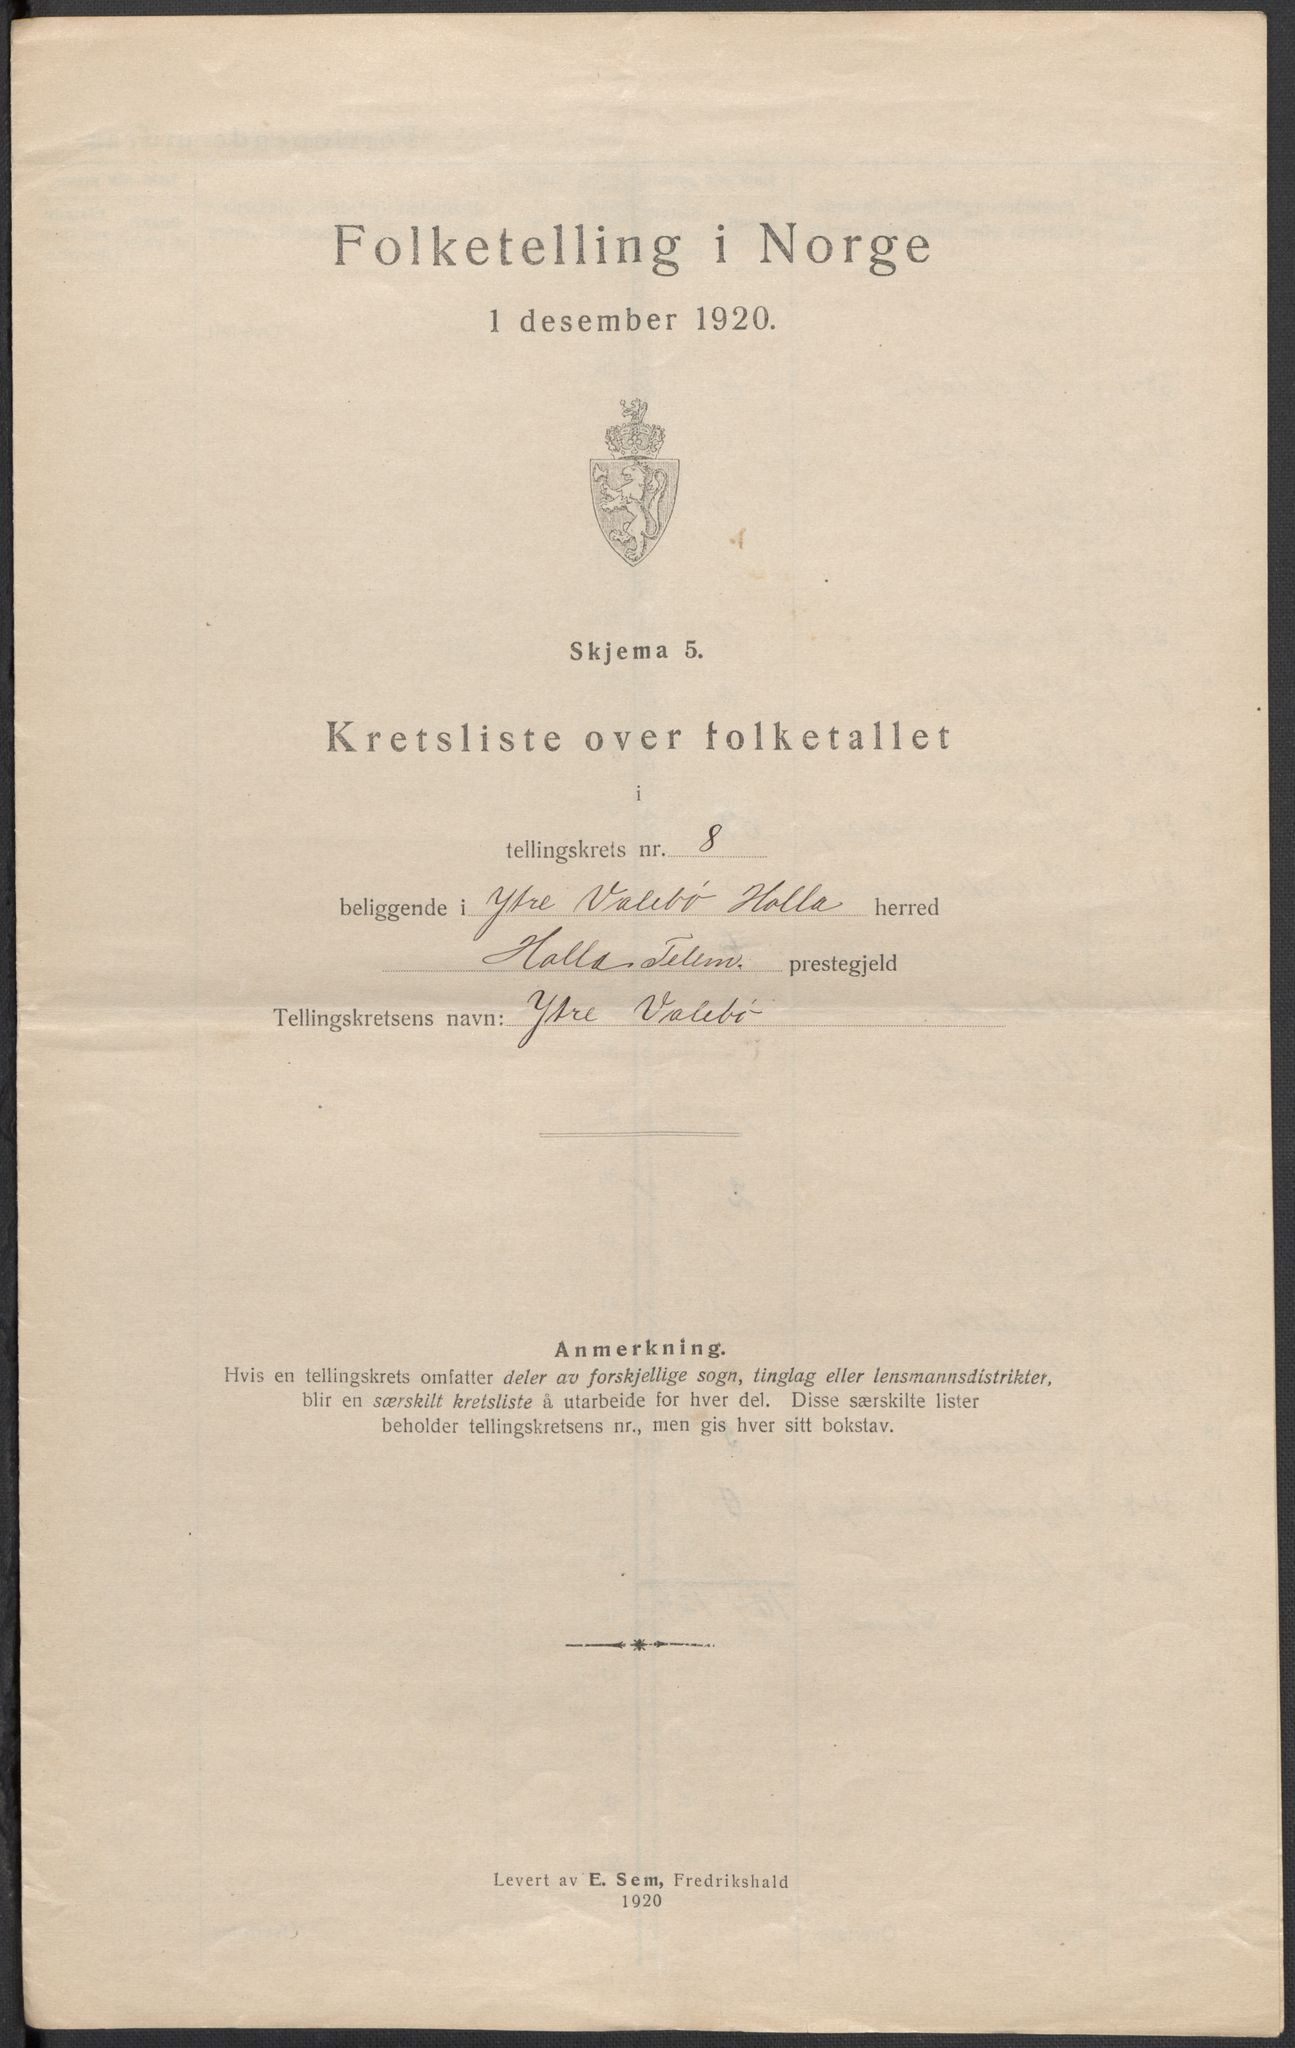 Folketelling i Norge
1 desember 1920.
Skjema 5.
Kretsliste over folketallet
i
tellingskrets nr. 8
beliggende i Ytre Valebø Holla herred
Holla Telem. prestegjeld
Tellingskretsens navn: Ytre Valebø
Anmerkning.
Hvis en tellingskrets omfatter deler av forskjellige sogn, tinglag eller lensmannsdistrikter,
blir en særskilt kretsliste å utarbeide for hver del. Disse særskilte lister
beholder tellingskretsens nr., men gis hver sitt bokstav.
Levert av E. Sem, Fredrikshald
1920